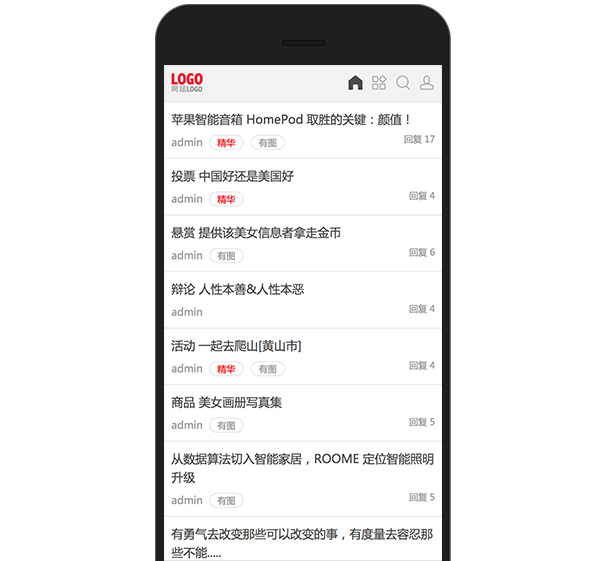 LOGO
网站LOGO
苹果智能音箱 HomePod 取胜的关键：颜值！
admin 精华 有图 回复 17
投票 中国好还是美国好
admin 精华 回复 4
悬赏 提供该美女信息者拿走金币
admin 有图 回复 6
辩论 人性本善&人性本恶
admin 回复 4
活动 一起去爬山[黄山市]
admin 精华 有图 回复 4
商品 美女画册写真集
admin 有图 回复 5
从数据算法切入智能家居，ROOME 定位智能照明
升级
admin 有图 回复 5
有勇气去改变那些可以改变的事，有度量去容忍那
些不能.....